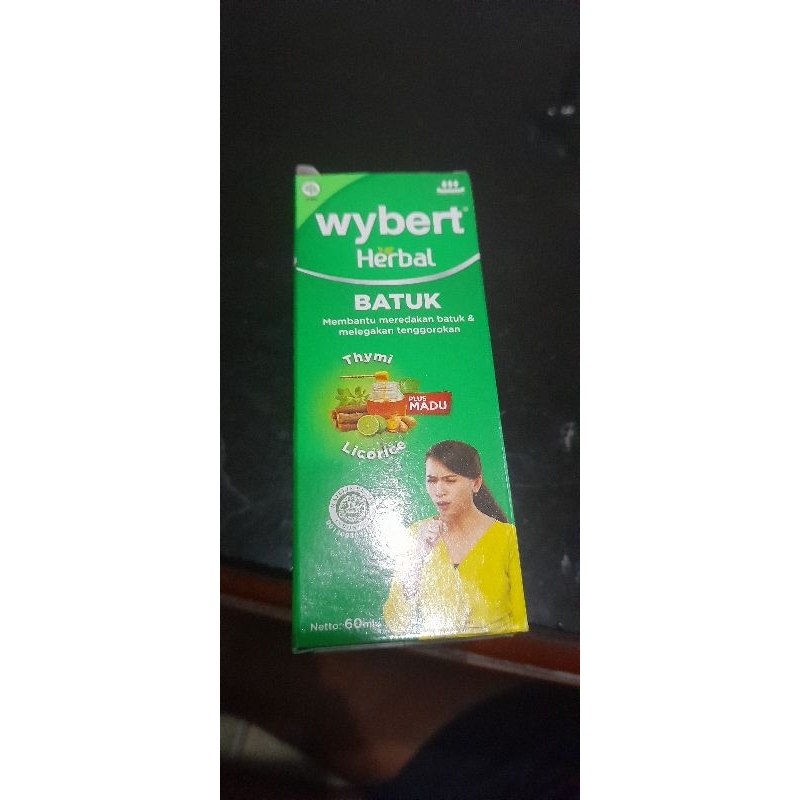 wybert
Herbal
BATUK
Membantu meredakan batuk &
melegakan tenggorokan
Thymi
PLUS
MADU
Licorice
Netto: 60ml